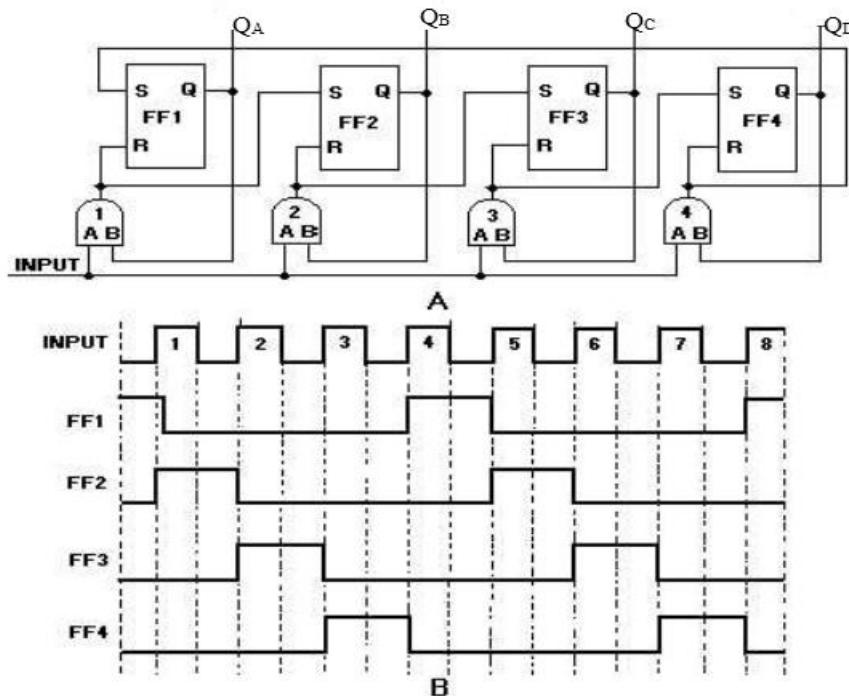 QA QB QC QD
S Q S Q S Q S Q
FF1 FF2 FF3 FF4
R R R R
1 2 3 4
A B A B A B A B
INPUT
A
INPUT 1 2 3 4 5 6 7 8
FF1
FF2
FF3
FF4
B